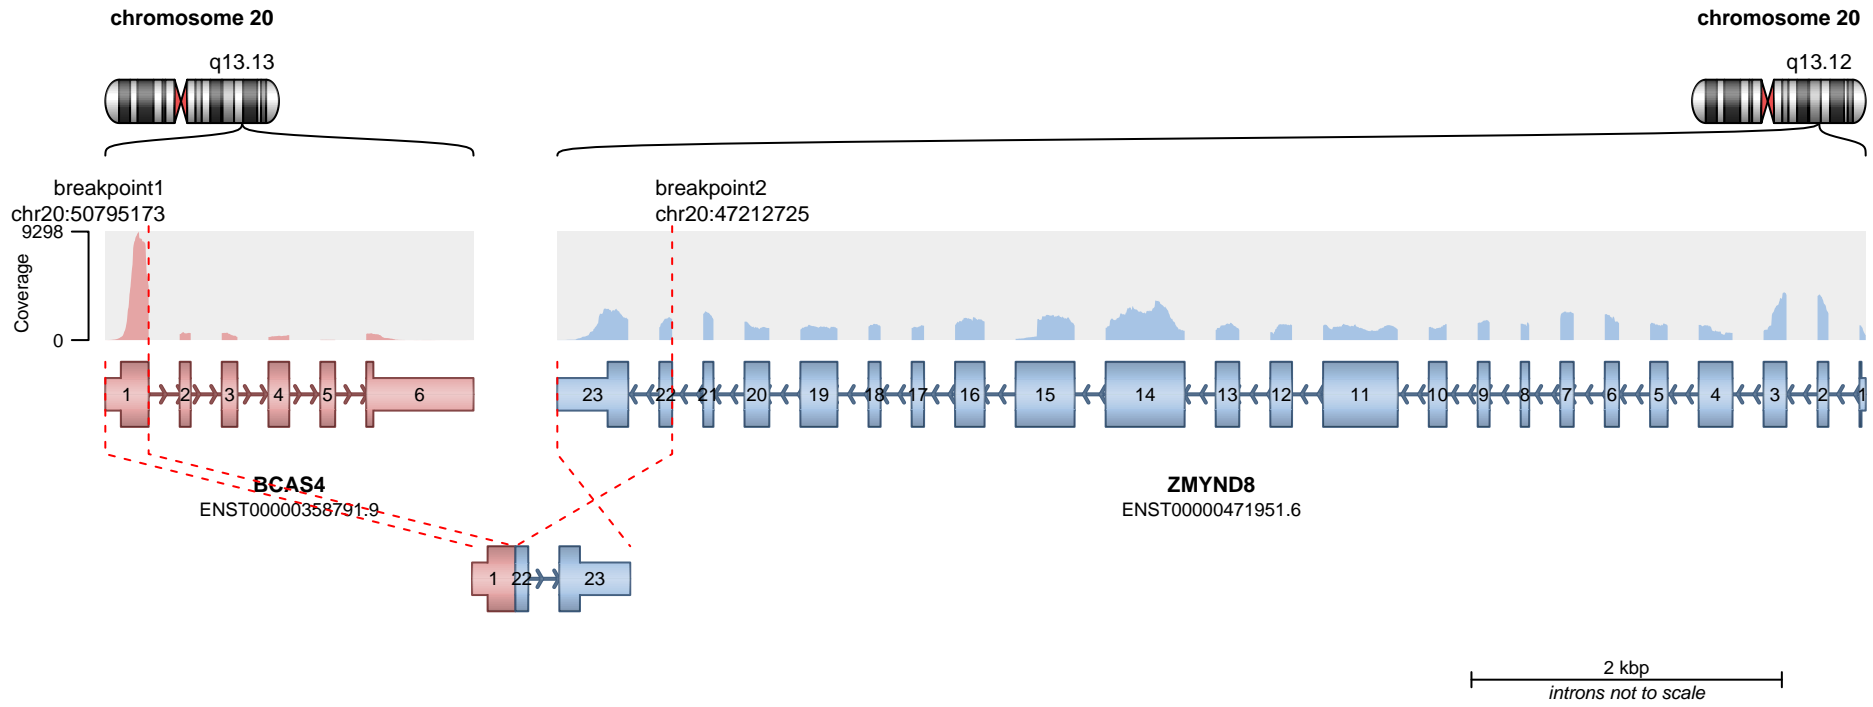 chromosome 20
chromosome 20
q13.13
q13.12
breakpoint1
chr20:50795173
breakpoint2
chr20:47212725
9298
Coverage
0
1 2 3 4 5 6
23 22 21 20 19 18 17 16 15 14 13 12 11 10 9 8 7 6 5 4 3 2 1
BCAS4
ENST00000358791.9
ZMYND8
ENST00000471951.6
1 22 23
2 kbp
introns not to scale